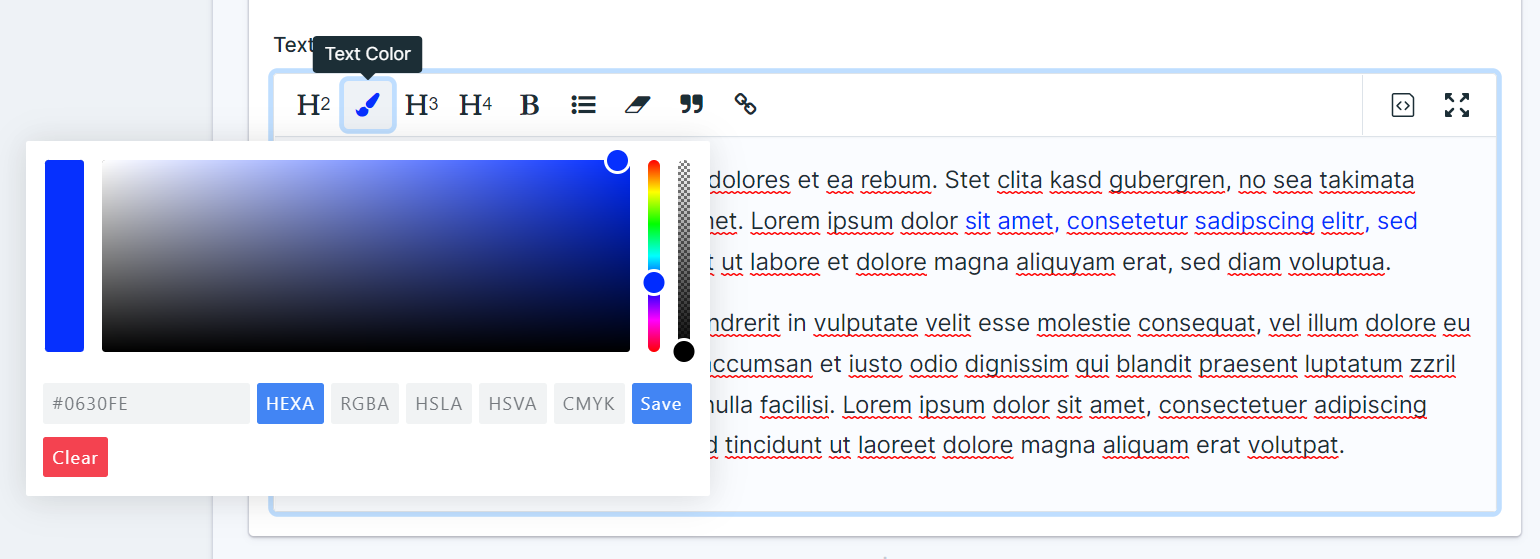 Text
Text Color
H2 H3 H4 B
dolores et ea rebum. Stet clita kasd gubergren, no sea takimata
Lorem ipsum dolor sit amet, consetetur sadipscing elitr, sed
ut labore et dolore magna aliquyam erat, sed diam voluptua.
in vulputate velit esse molestie consequat, vel illum dolore eu
et iusto odio dignissim qui blandit praesent luptatum zzril
facilisi. Lorem ipsum dolor sit amet, consectetuer adipiscing
tincidunt ut laoreet dolore magna aliquam erat volutpat.
#0630FE HEXA RGBA HSLA HSVA CMYK Save
Clear